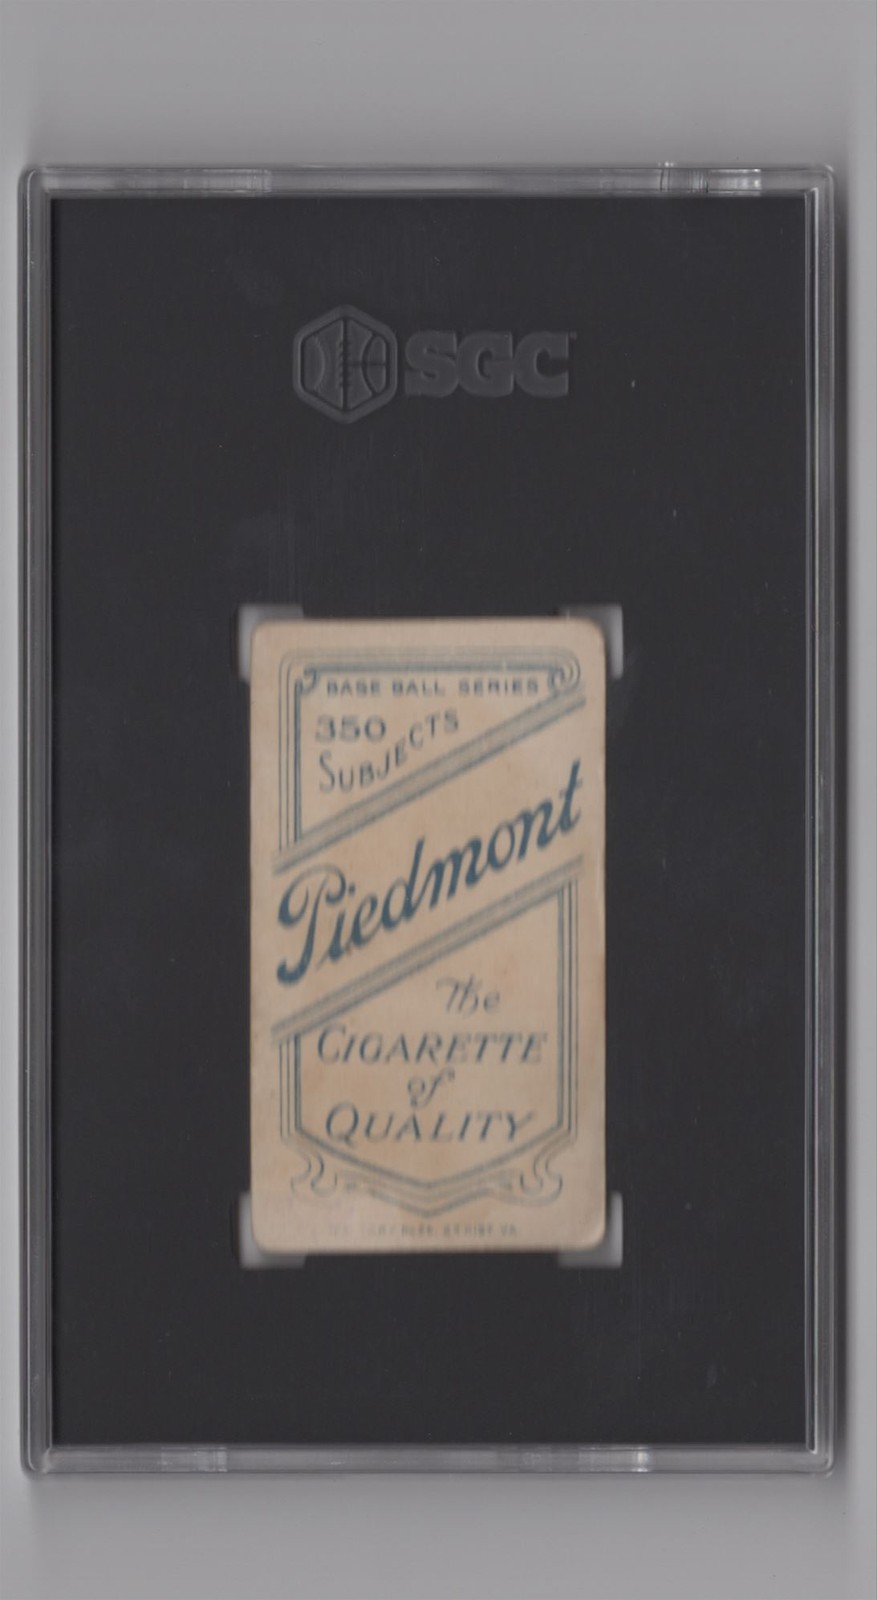 SGC
BASE BALL SERIES
350
SUBJECTS
Piedmont
The
CIGARETTE
of
QUALITY